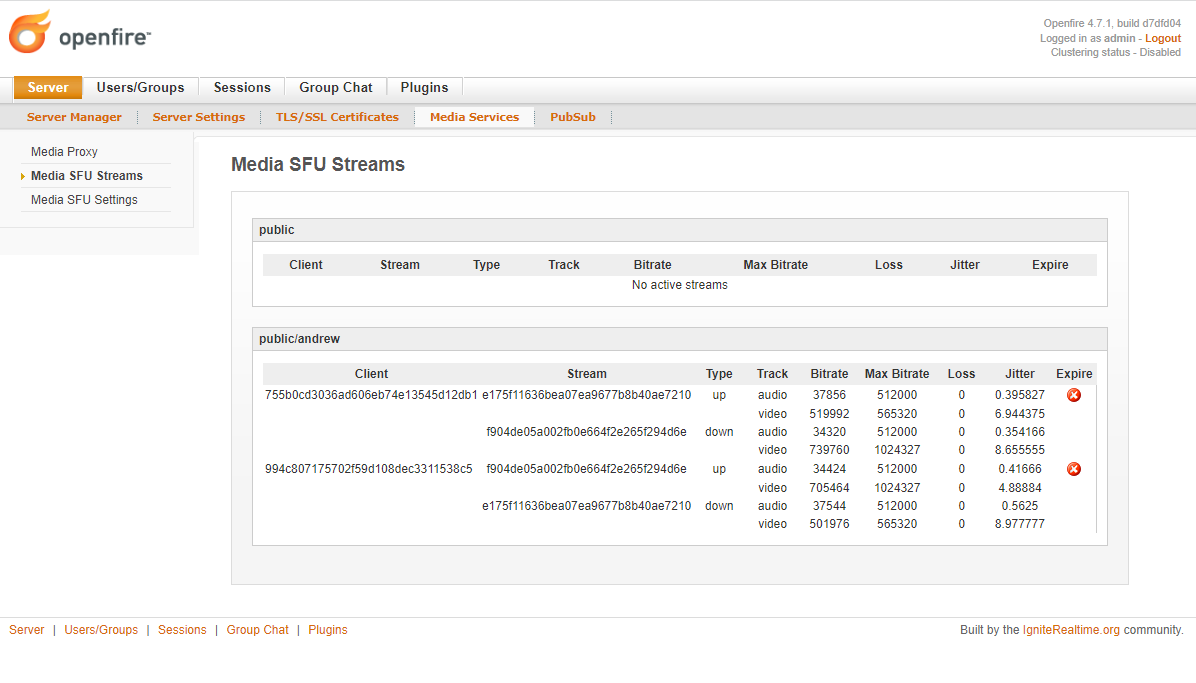 openfire™
Openfire 4.7.1, build d7dfd04
Logged in as admin - Logout
Clustering status - Disabled
Server Users/Groups Sessions Group Chat Plugins
Server Manager Server Settings TLS/SSL Certificates Media Services PubSub
Media Proxy
Media SFU Streams
Media SFU Settings
Media SFU Streams
public
Client Stream Type Track Bitrate Max Bitrate Loss Jitter Expire
No active streams
public/andrew
Client Stream Type Track Bitrate Max Bitrate Loss Jitter Expire
755b0cd3036ad606eb74e13545d12db1 e175f11636bea07ea9677b8b40ae7210 up audio 37856 512000 0 0.395827
video 519992 565320 0 6.944375
f904de05a002fb0e664f2e265f294d6e down audio 34320 512000 0 0.354166
video 739760 1024327 0 8.655555
994c807175702f59d108dec3311538c5 f904de05a002fb0e664f2e265f294d6e up audio 34424 512000 0 0.41666
video 705464 1024327 0 4.88884
e175f11636bea07ea9677b8b40ae7210 down audio 37544 512000 0 0.5625
video 501976 565320 0 8.977777
Server | Users/Groups | Sessions | Group Chat | Plugins
Built by the IgniteRealtime.org community.